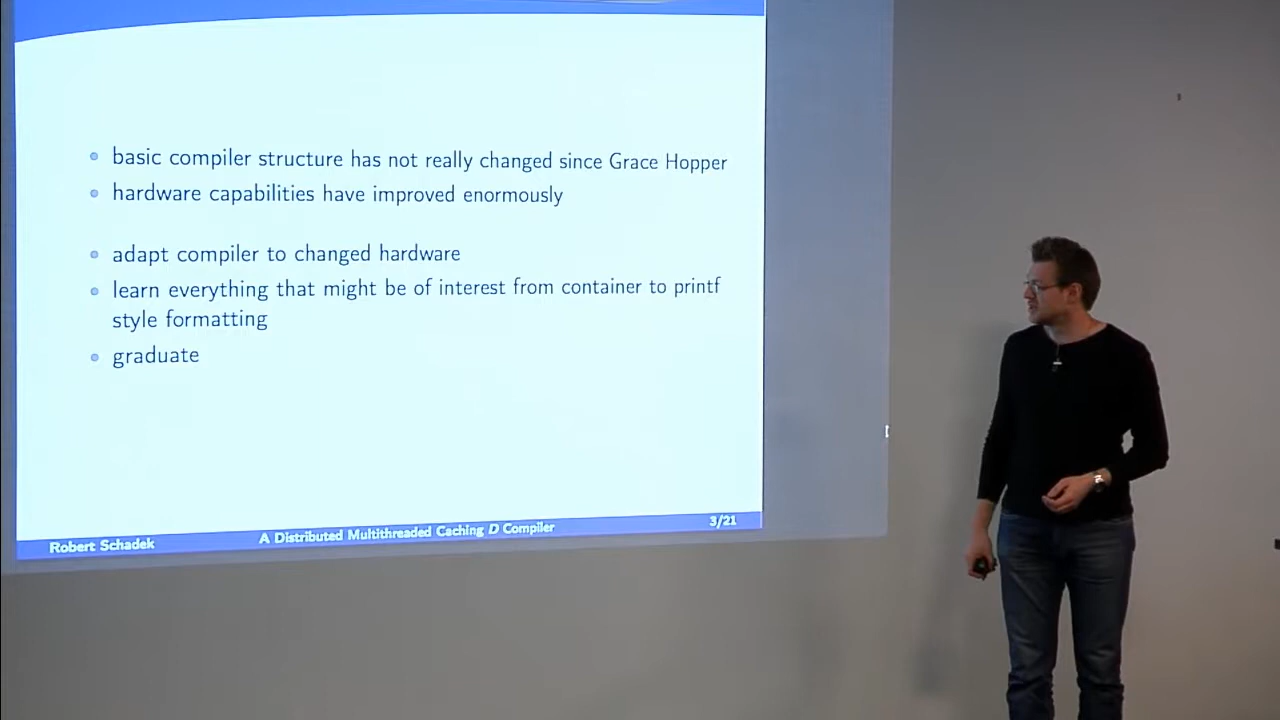 basic compiler structure has not really changed since Grace Hopper
hardware capabilities have improved enormously
adapt compiler to changed hardware
learn everything that might be of interest from container to printf
style formatting
graduate
Robert Schadek
A Distributed Multithreaded Caching D Compiler
3/21